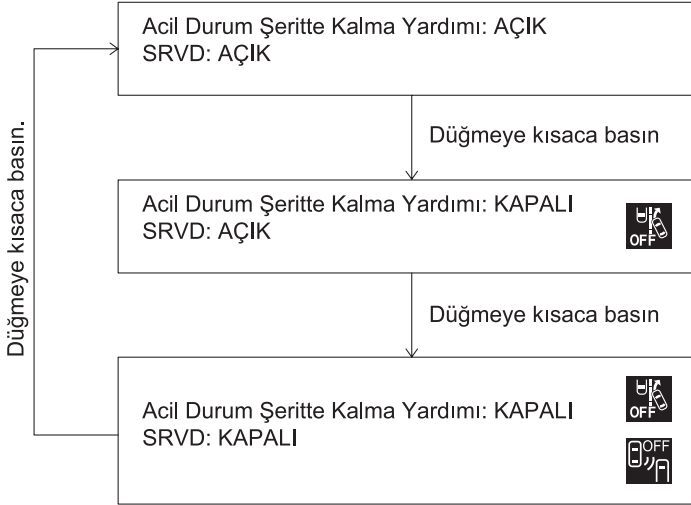 Acil Durum Şeritte Kalma Yardımı: AÇIK
SRVD: AÇIK
Düğmeye kısaca basın
Acil Durum Şeritte Kalma Yardımı: KAPALI
SRVD: AÇIK
OFF
Düğmeye kısaca basın
Acil Durum Şeritte Kalma Yardımı: KAPALI
SRVD: KAPALI
OFF
OFF
Düğmeye kısaca basın.